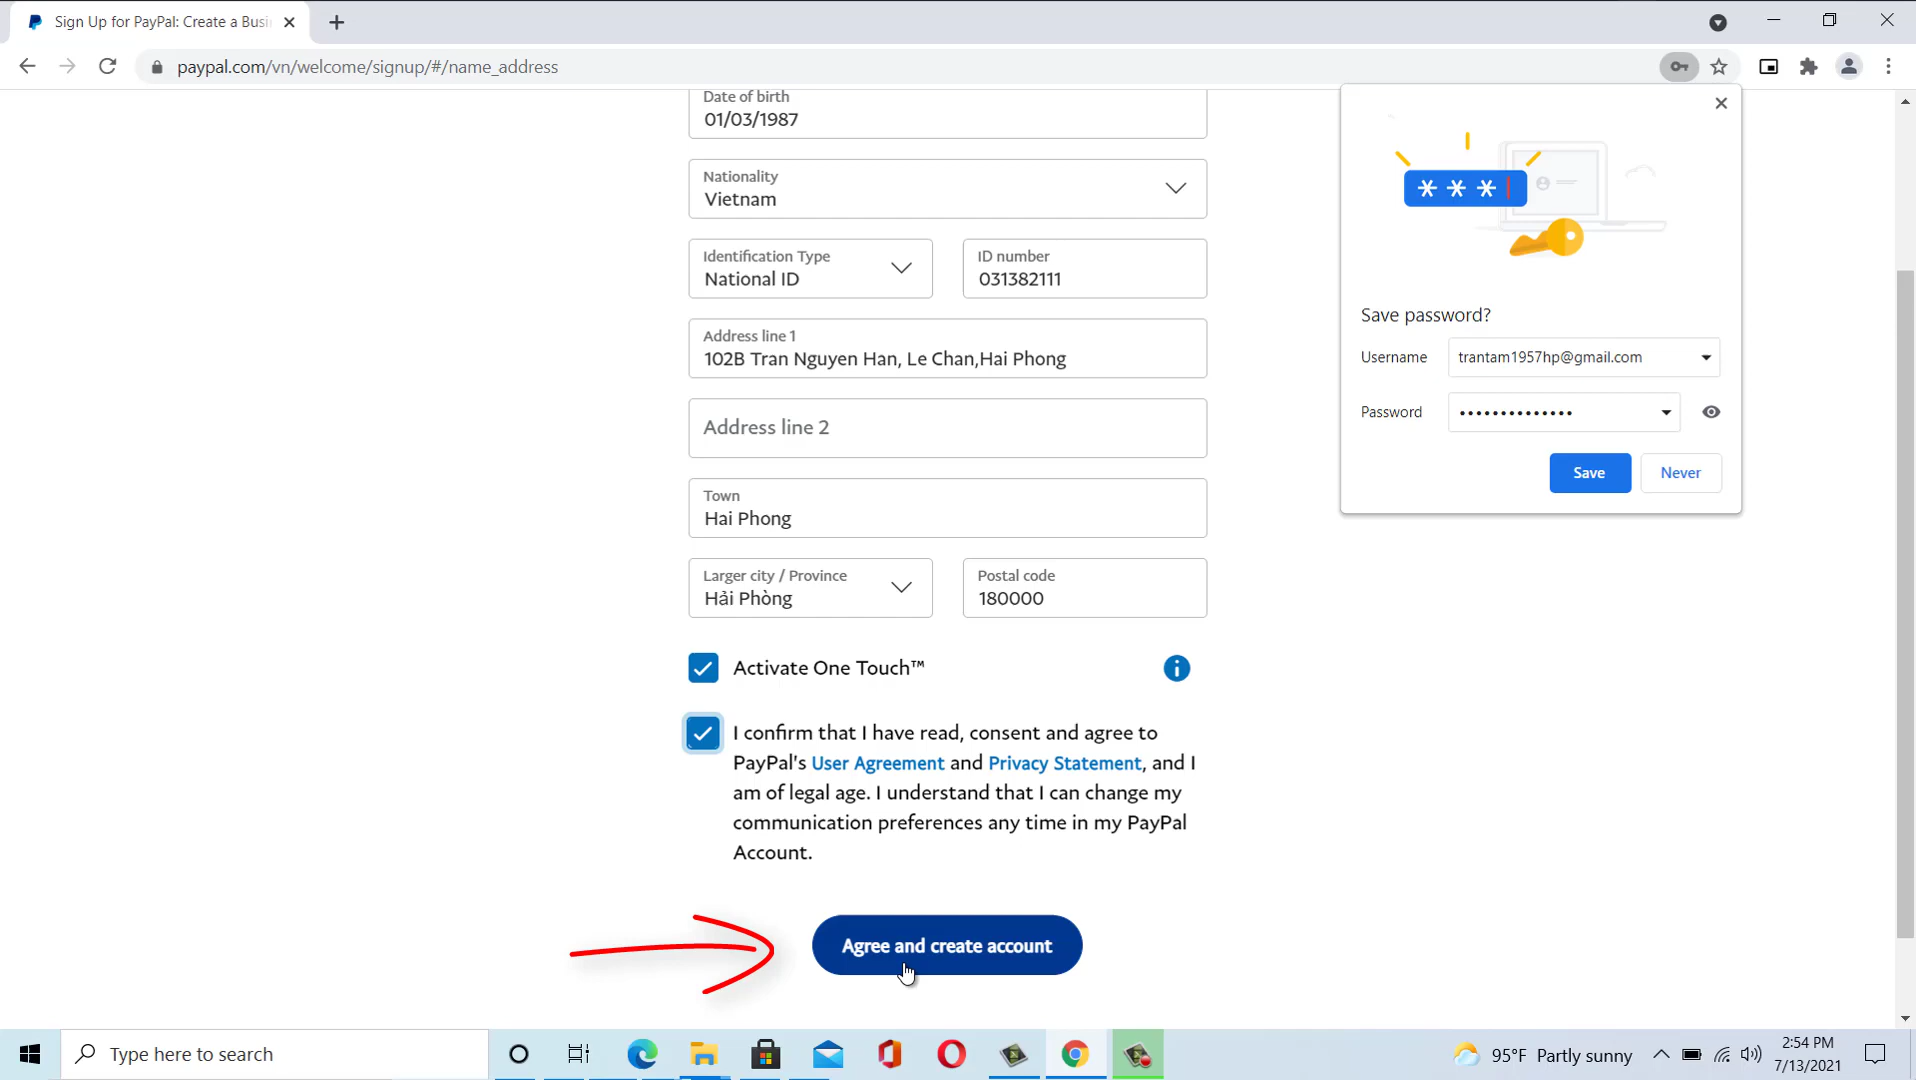 Sign Up for PayPal: Create a Busi
paypal.com/vn/welcome/signup/#/name_address
Date of birth
01/03/1987
Nationality
Vietnam
Identification Type
National ID
ID number
031382111
Address line 1
102B Tran Nguyen Han, Le Chan,Hai Phong
Address line 2
Town
Hai Phong
Larger city / Province
Hải Phòng
Postal code
180000
Activate One Touch™
I confirm that I have read, consent and agree to
PayPal's User Agreement and Privacy Statement, and I
am of legal age. I understand that I can change my
communication preferences any time in my PayPal
Account.
Agree and create account
Save password?
Username
trantam1957hp@gmail.com
Password
••••••••••••••
Save
Never
Type here to search
95°F Partly sunny
2:54 PM
7/13/2021